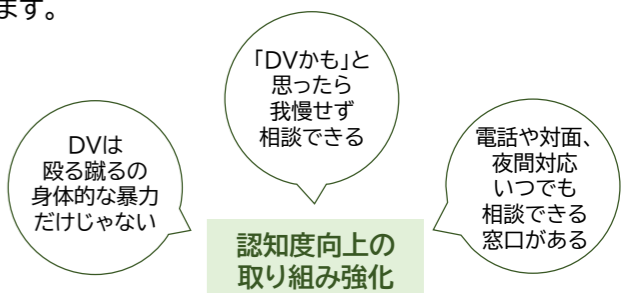 ます。
「DVかも」と
思ったら
我慢せず
相談できる
DVは
殴る蹴るの
身体的な暴力
だけじゃない
電話や対面、
夜間対応
いつでも
相談できる
窓口がある
認知度向上の
取り組み強化